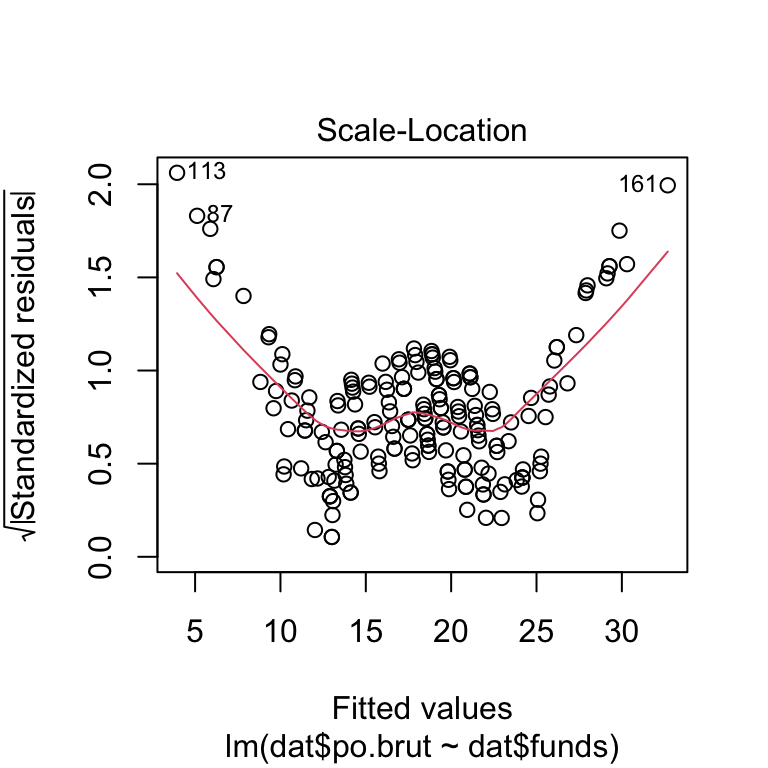 Scale-Location
√|Standardized residuals|
2.0
1.5
1.0
0.5
0.0
113
87
161
5 10 15 20 25 30
Fitted values
lm(dat$po.brut ~ dat$funds)